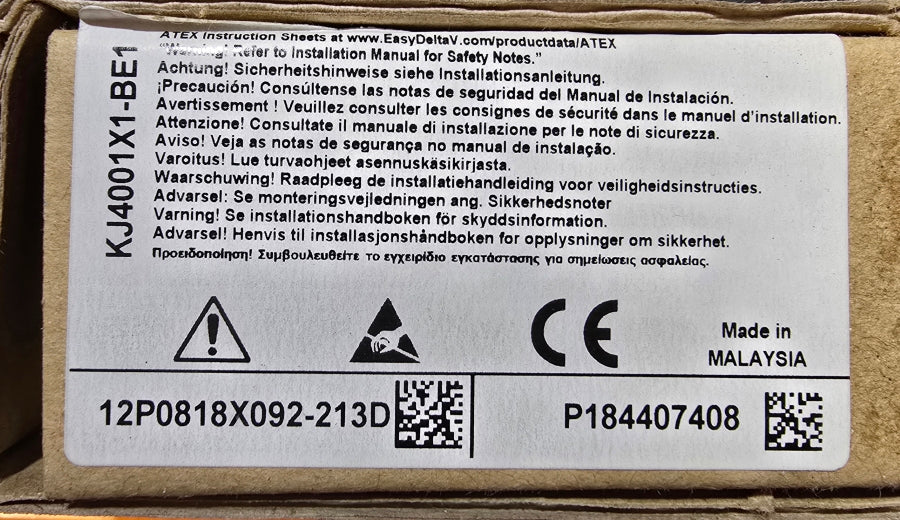 ATEX Instruction Sheets at www.EasyDeltaV.com/productdata/ATEX
"Warning! Refer to Installation Manual for Safety Notes."
Achtung! Sicherheitshinweise siehe Installationsanleitung.
¡Precaución! Consúltense las notas de seguridad del Manual de Instalación.
Avertissement ! Veuillez consulter les consignes de sécurité dans le manuel d'installation.
Attenzione! Consultate il manuale di installazione per le note di sicurezza.
Aviso! Veja as notas de segurança no manual de instalação.
Varoitus! Lue turvaohjeet asennuskäsikirjasta.
Waarschuwing! Raadpleeg de installatiehandleiding voor veiligheidsinstructies.
Advarsel: Se monteringsvejledningen ang. Sikkerhedsnoter
Varning! Se installationshandboken för skyddsinformation.
Advarsel! Henvis til installasjonshåndboken for opplysninger om sikkerhet.
Προειδοποίηση! Συμβουλευθείτε το εγχειρίδιο εγκατάστασης για σημειώσεις ασφαλείας.
KJ4001X1-BE1
CE
Made in
MALAYSIA
12P0818X092-213D
P184407408